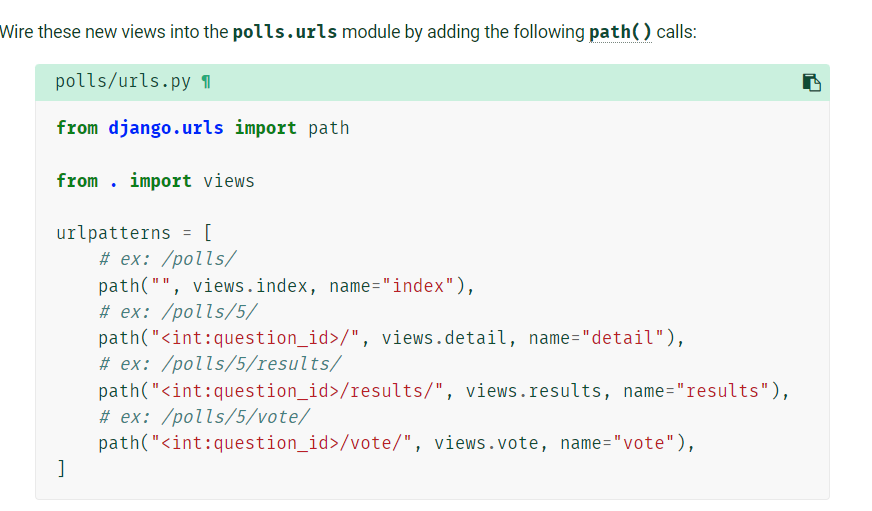 Wire these new views into the polls.urls module by adding the following path() calls:
polls/urls.py ¶
from django.urls import path
from . import views
urlpatterns = [
    # ex: /polls/
    path("", views.index, name="index"),
    # ex: /polls/5/
    path("<int:question_id>/", views.detail, name="detail"),
    # ex: /polls/5/results/
    path("<int:question_id>/results/", views.results, name="results"),
    # ex: /polls/5/vote/
    path("<int:question_id>/vote/", views.vote, name="vote"),
]